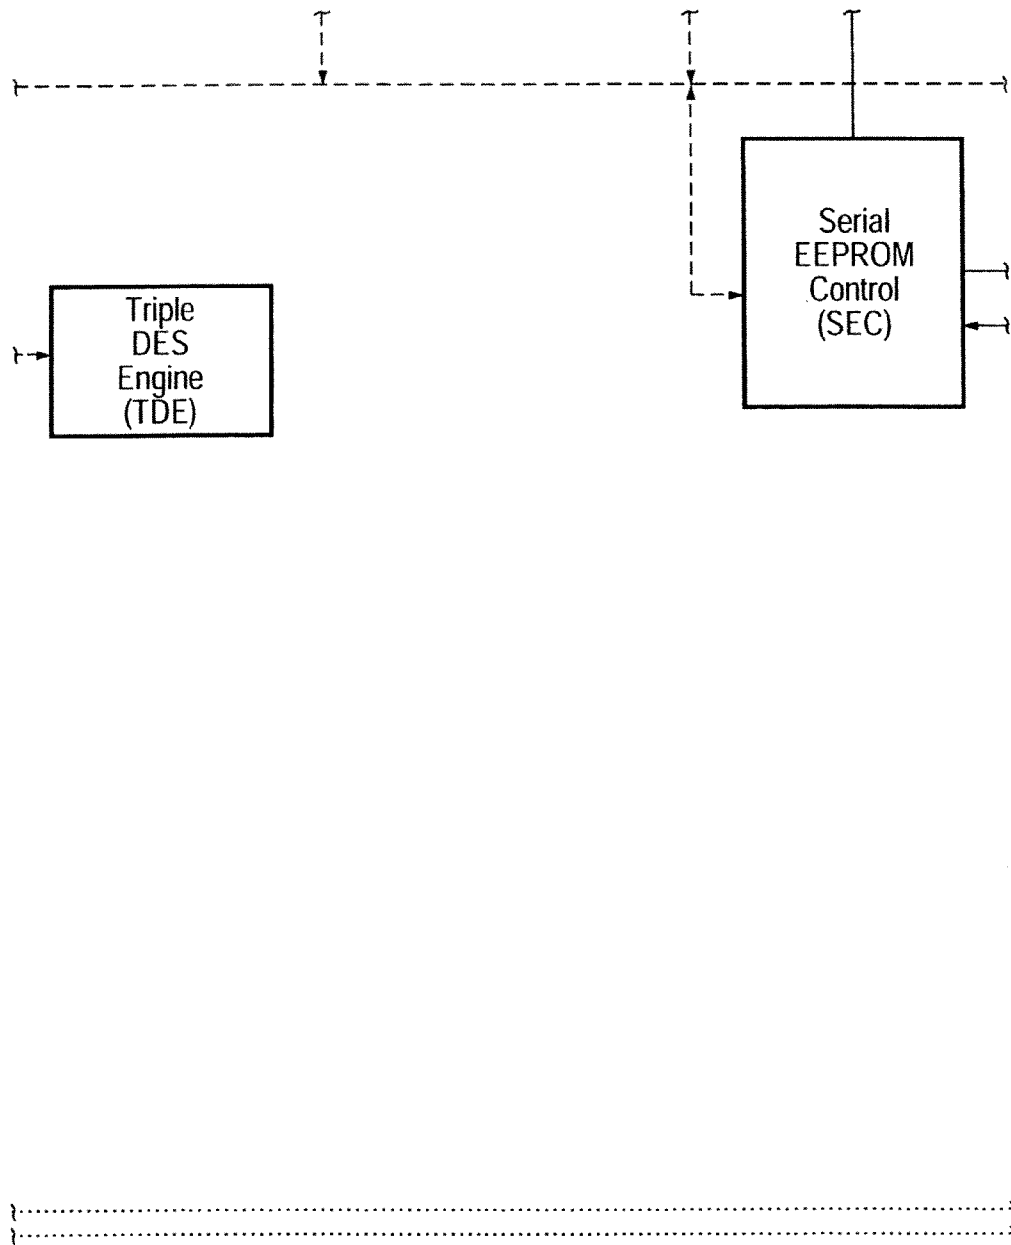 Serial
EEPROM
Control
(SEC)
Triple
DES
Engine
(TDE)